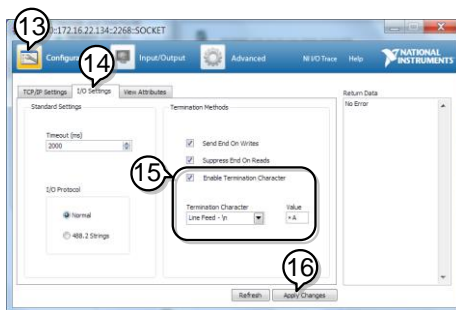 13
::172.16.22.134::2268::SOCKET
Configura
14
Input/Output
Advanced
NI I/O Trace
Help
NATIONAL
INSTRUMENTS
TCP/IP Settings
I/O Settings
View Attributes
Return Data
No Error
Standard Settings
Termination Methods
Timeout (ms)
2000
Send End On Writes
Suppress End On Reads
15
Enable Termination Character
I/O Protocol
Normal
488.2 Strings
Termination Character
Line Feed - \n
Value
xA
16
Refresh
Apply Changes